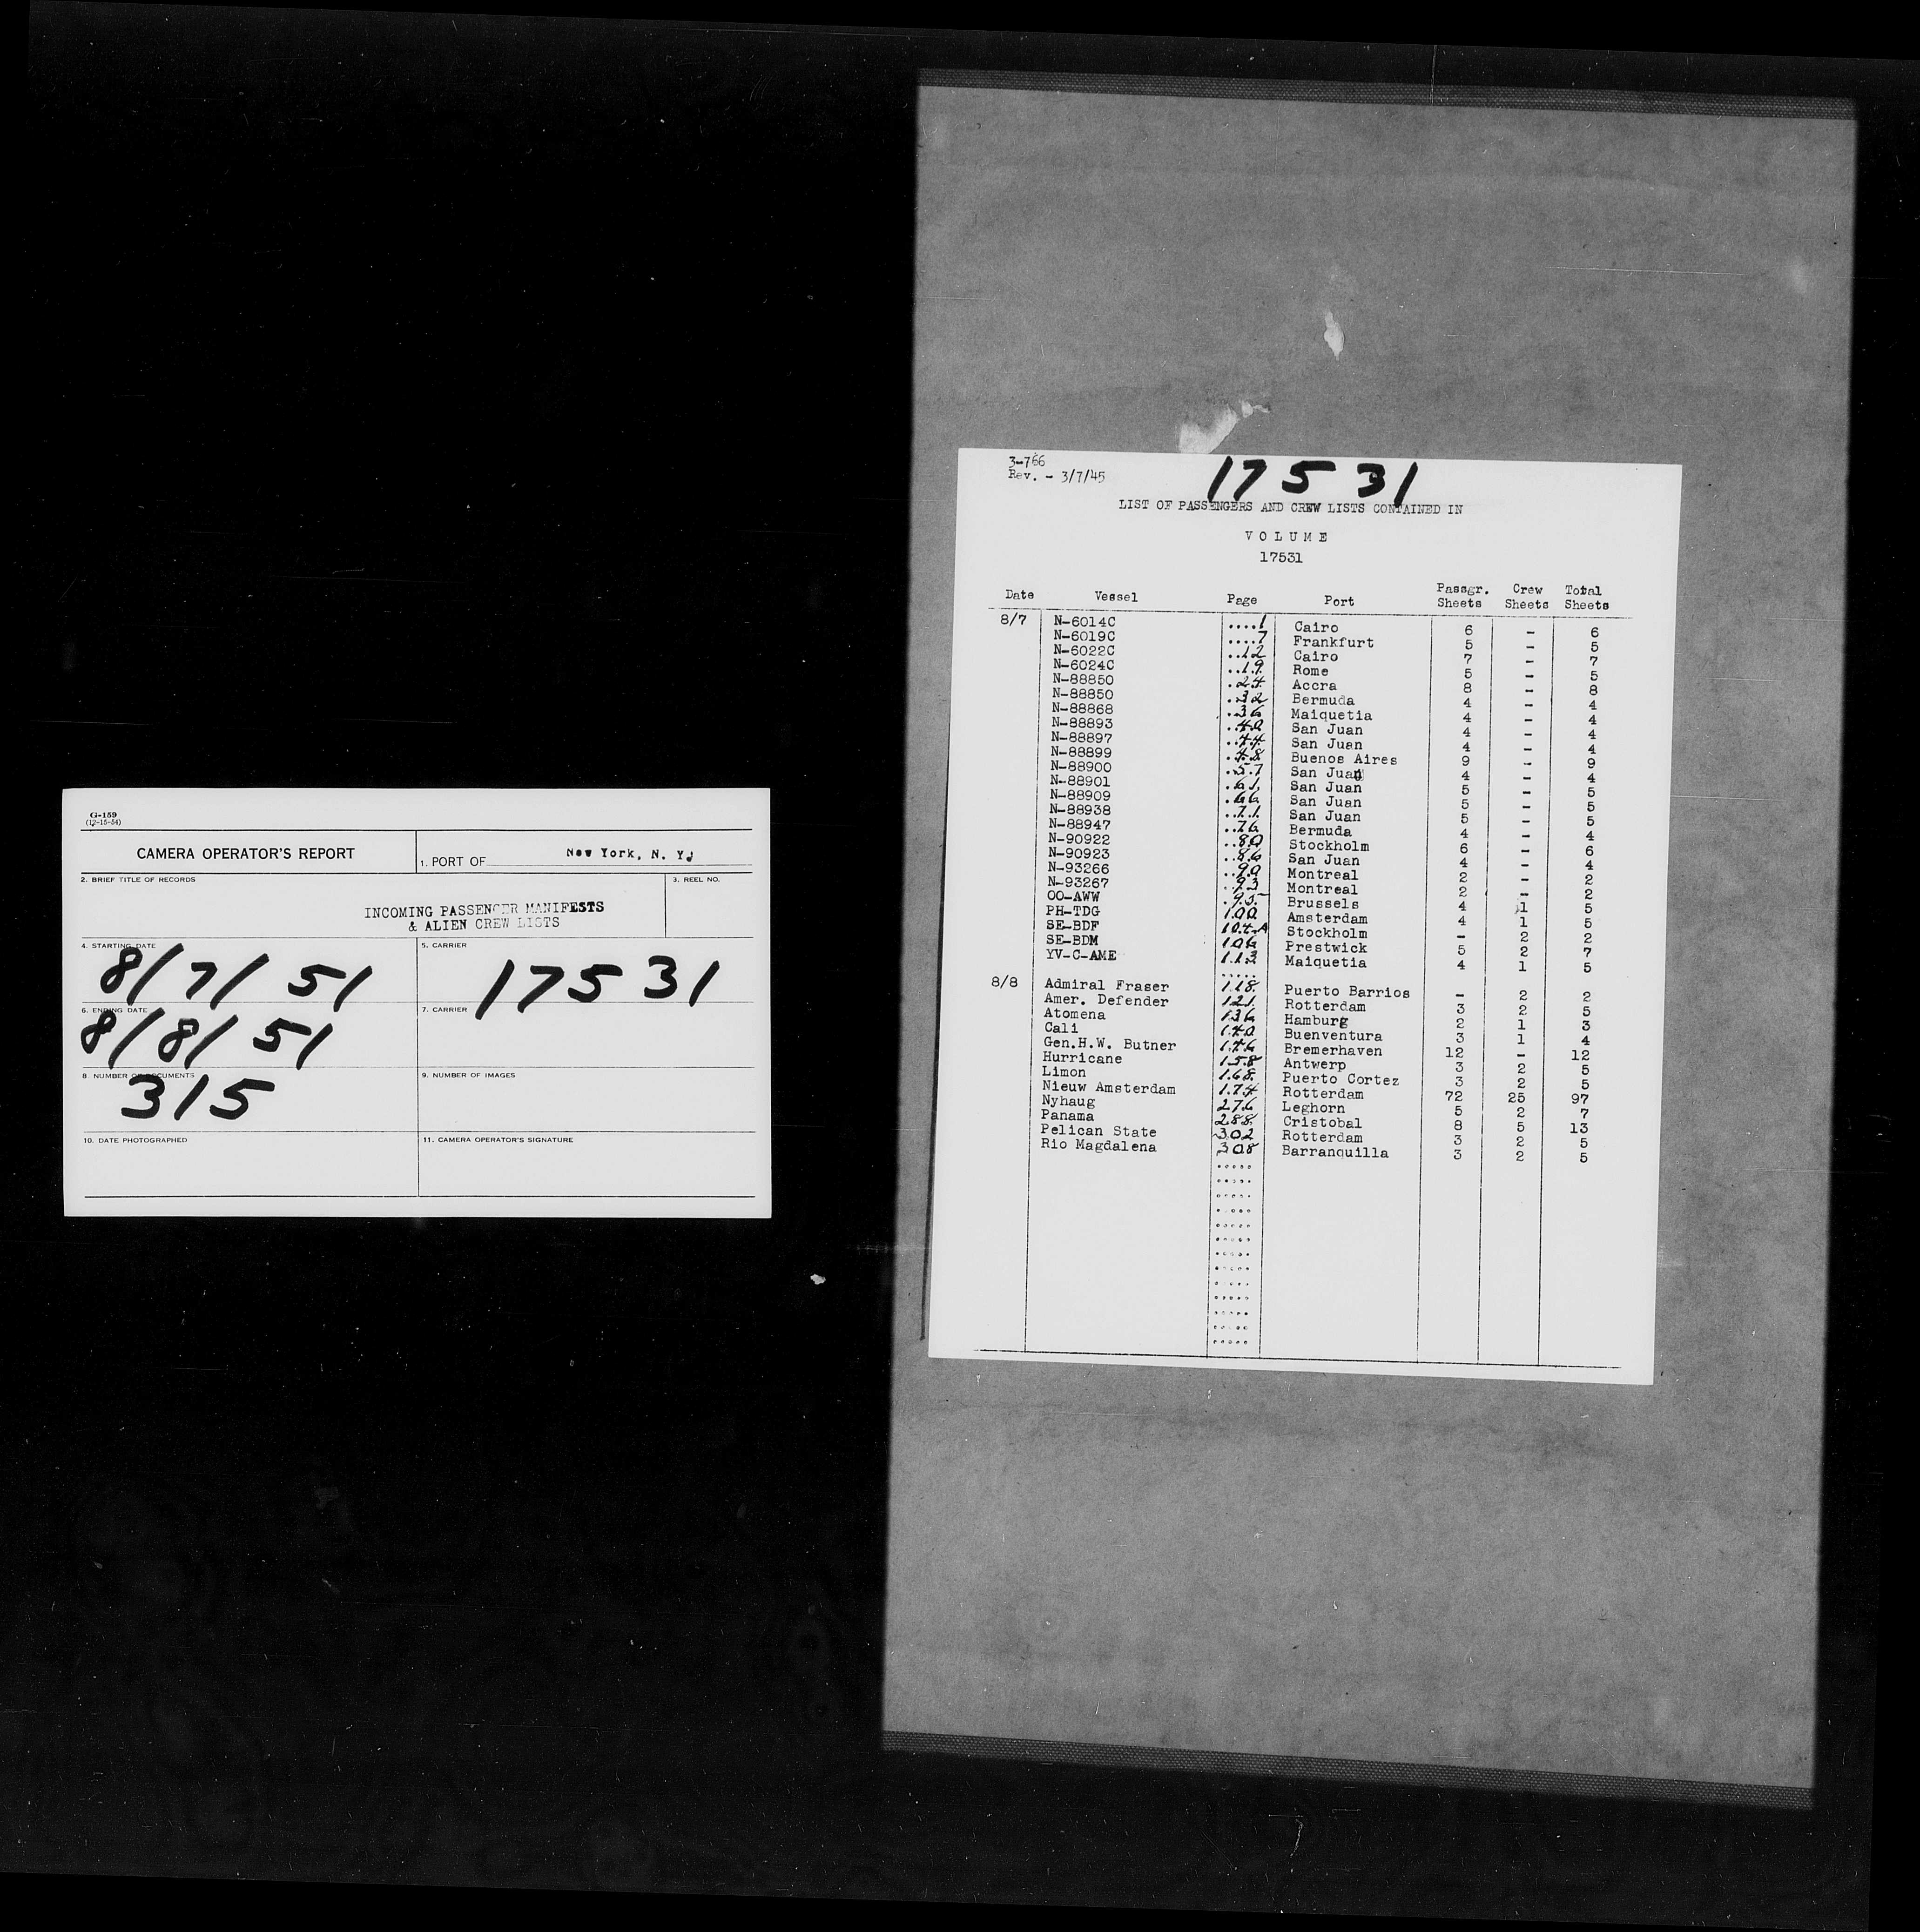 G-159
(12-15-54)
CAMERA OPERATOR'S REPORT
1. PORT OF New York, N. Y.
2. BRIEF TITLE OF RECORDS
3. REEL NO.
INCOMING PASSENGER MANIFESTS
& ALIEN CREW LISTS
4. STARTING DATE
8/7/51
5. CARRIER
17531
6. ENDING DATE
8/8/51
7. CARRIER
8. NUMBER OF DOCUMENTS
315
9. NUMBER OF IMAGES
10. DATE PHOTOGRAPHED
11. CAMERA OPERATOR'S SIGNATURE
3-766
Rev. - 3/7/45
17531
LIST OF PASSENGERS AND CREW LISTS CONTAINED IN
VOLUME
17531
Date Vessel Page Port Passgr. Sheets Crew Sheets Total Sheets
8/7 N-6014C ....1 Cairo 6 - 6
N-6019C ....7 Frankfurt 5 - 5
N-6022C ..12 Cairo 7 - 7
N-6024C ..19 Rome 5 - 5
N-88850 .24 Accra 8 - 8
N-88850 .32 Bermuda 4 - 4
N-88868 .36 Maiquetia 4 - 4
N-88893 .40 San Juan 4 - 4
N-88897 .44 San Juan 4 - 4
N-88899 .48 Buenos Aires 9 - 9
N-88900 .57 San Juan 4 - 4
N-88901 .61 San Juan 5 - 5
N-88909 .66 San Juan 5 - 5
N-88938 .71 San Juan 5 - 5
N-88947 ..76 Bermuda 4 - 4
N-90922 ..80 Stockholm 6 - 6
N-90923 ..86 San Juan 4 - 4
N-93266 ..90 Montreal 2 - 2
N-93267 ..93 Montreal 2 - 2
OO-AWW .95 Brussels 4 1 5
PH-TDG 100 Amsterdam 4 1 5
SE-BDF 104A Stockholm - 2 2
SE-BDM 106 Prestwick 5 2 7
YV-C-AME 113 Maiquetia 4 1 5
8/8 Admiral Fraser 118 Puerto Barrios - 2 2
Amer. Defender 121 Rotterdam 3 2 5
Atomena 136 Hamburg 2 1 3
Cali 140 Buenventura 3 1 4
Gen.H.W. Butner 146 Bremerhaven 12 - 12
Hurricane 158 Antwerp 3 2 5
Limon 168 Puerto Cortez 3 2 5
Nieuw Amsterdam 174 Rotterdam 72 25 97
Nyhaug 276 Leghorn 5 2 7
Panama 288 Cristobal 8 5 13
Pelican State 302 Rotterdam 3 2 5
Rio Magdalena 308 Barranquilla 3 2 5